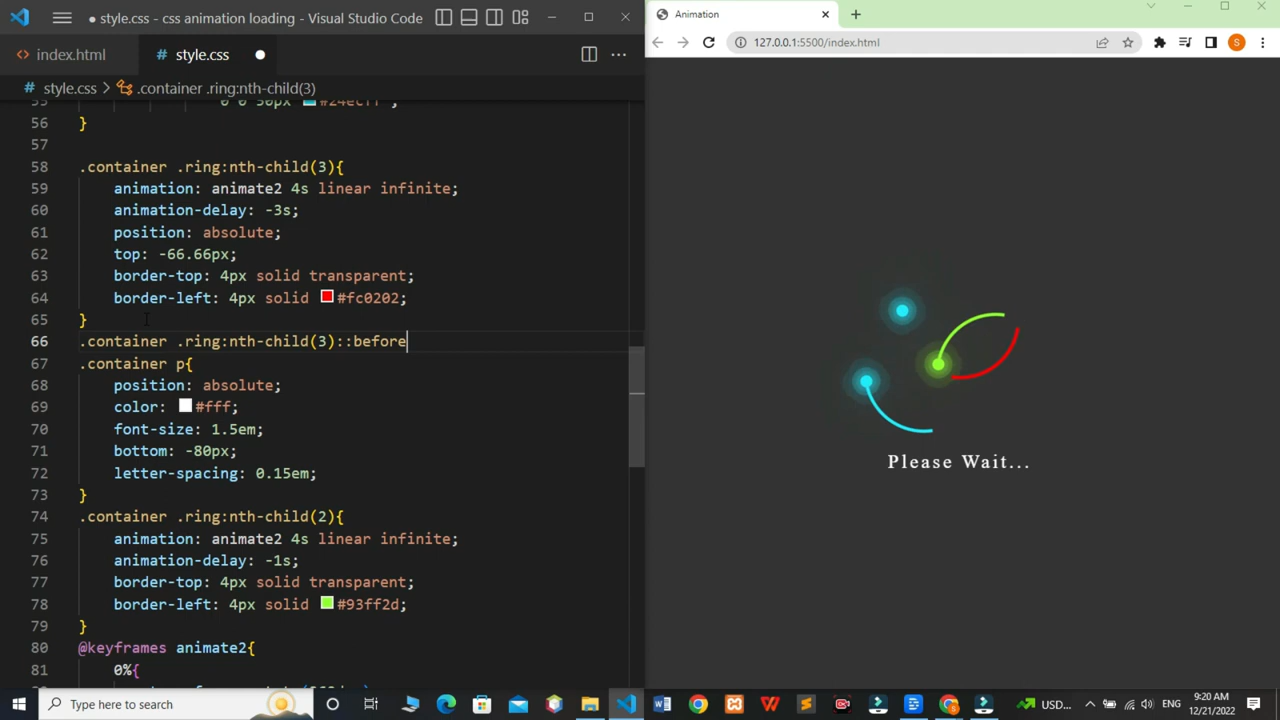 style.css - css animation loading - Visual Studio Code
index.html
# style.css
# style.css > .container .ring:nth-child(3)
56 }
57
58 .container .ring:nth-child(3){
59 animation: animate2 4s linear infinite;
60 animation-delay: -3s;
61 position: absolute;
62 top: -66.66px;
63 border-top: 4px solid transparent;
64 border-left: 4px solid #fc0202;
65 }
66 .container .ring:nth-child(3)::before
67 .container p{
68 position: absolute;
69 color: #fff;
70 font-size: 1.5em;
71 bottom: -80px;
72 letter-spacing: 0.15em;
73 }
74 .container .ring:nth-child(2){
75 animation: animate2 4s linear infinite;
76 animation-delay: -1s;
77 border-top: 4px solid transparent;
78 border-left: 4px solid #93ff2d;
79 }
80 @keyframes animate2{
81 0%{
Animation
127.0.0.1:5500/index.html
S
Please Wait...
Type here to search
USD...
ENG
9:20 AM
12/21/2022